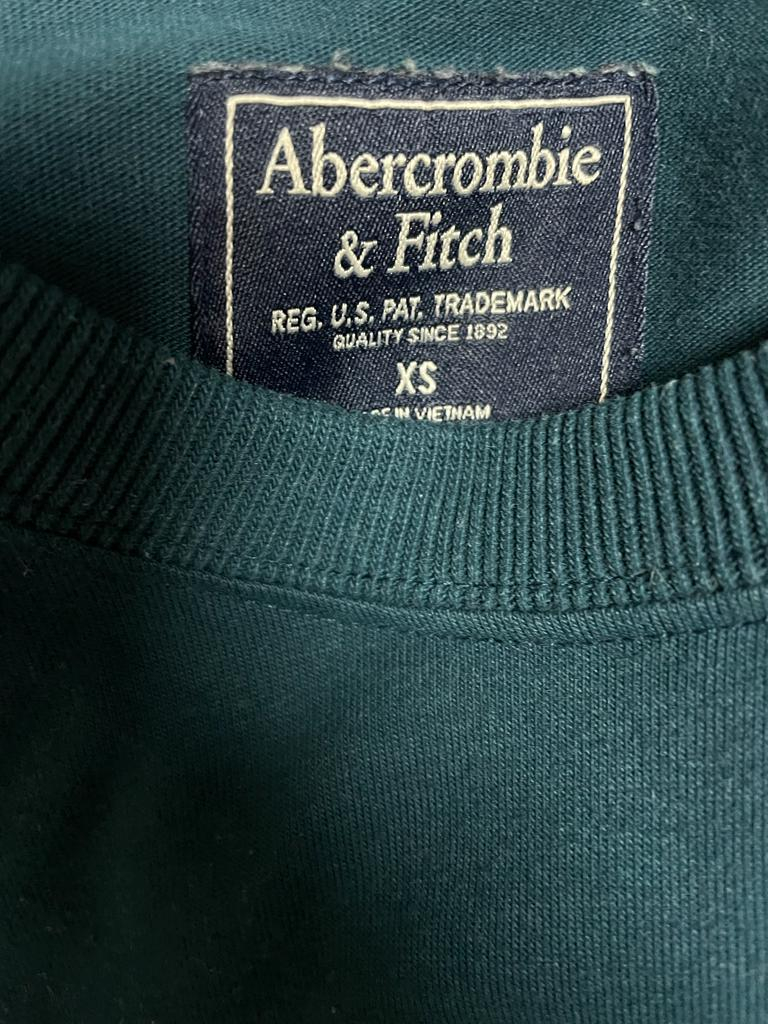 Abercrombie
& Fitch
REG. U.S. PAT. TRADEMARK
QUALITY SINCE 1892
XS
IN VIETNAM